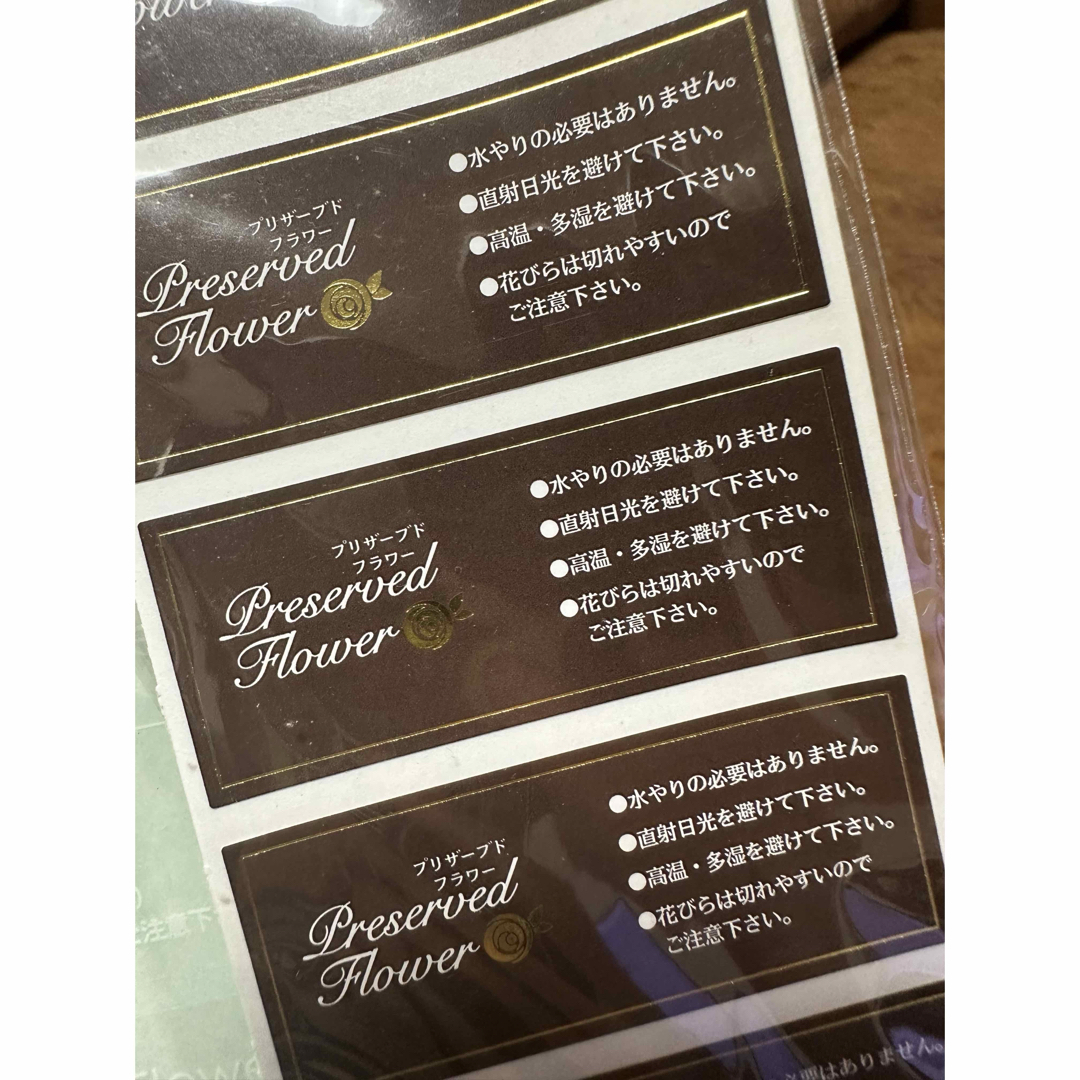 プリザーブド
フラワー
Preserved
Flower
●水やりの必要はありません。
●直射日光を避けて下さい。
●高温・多湿を避けて下さい。
●花びらは切れやすいので
ご注意下さい。
プリザーブド
フラワー
Preserved
Flower
●水やりの必要はありません。
●直射日光を避けて下さい。
●高温・多湿を避けて下さい。
●花びらは切れやすいので
ご注意下さい。
プリザーブド
フラワー
Preserved
Flower
●水やりの必要はありません。
●直射日光を避けて下さい。
●高温・多湿を避けて下さい。
●花びらは切れやすいので
ご注意下さい。
必要はありません。